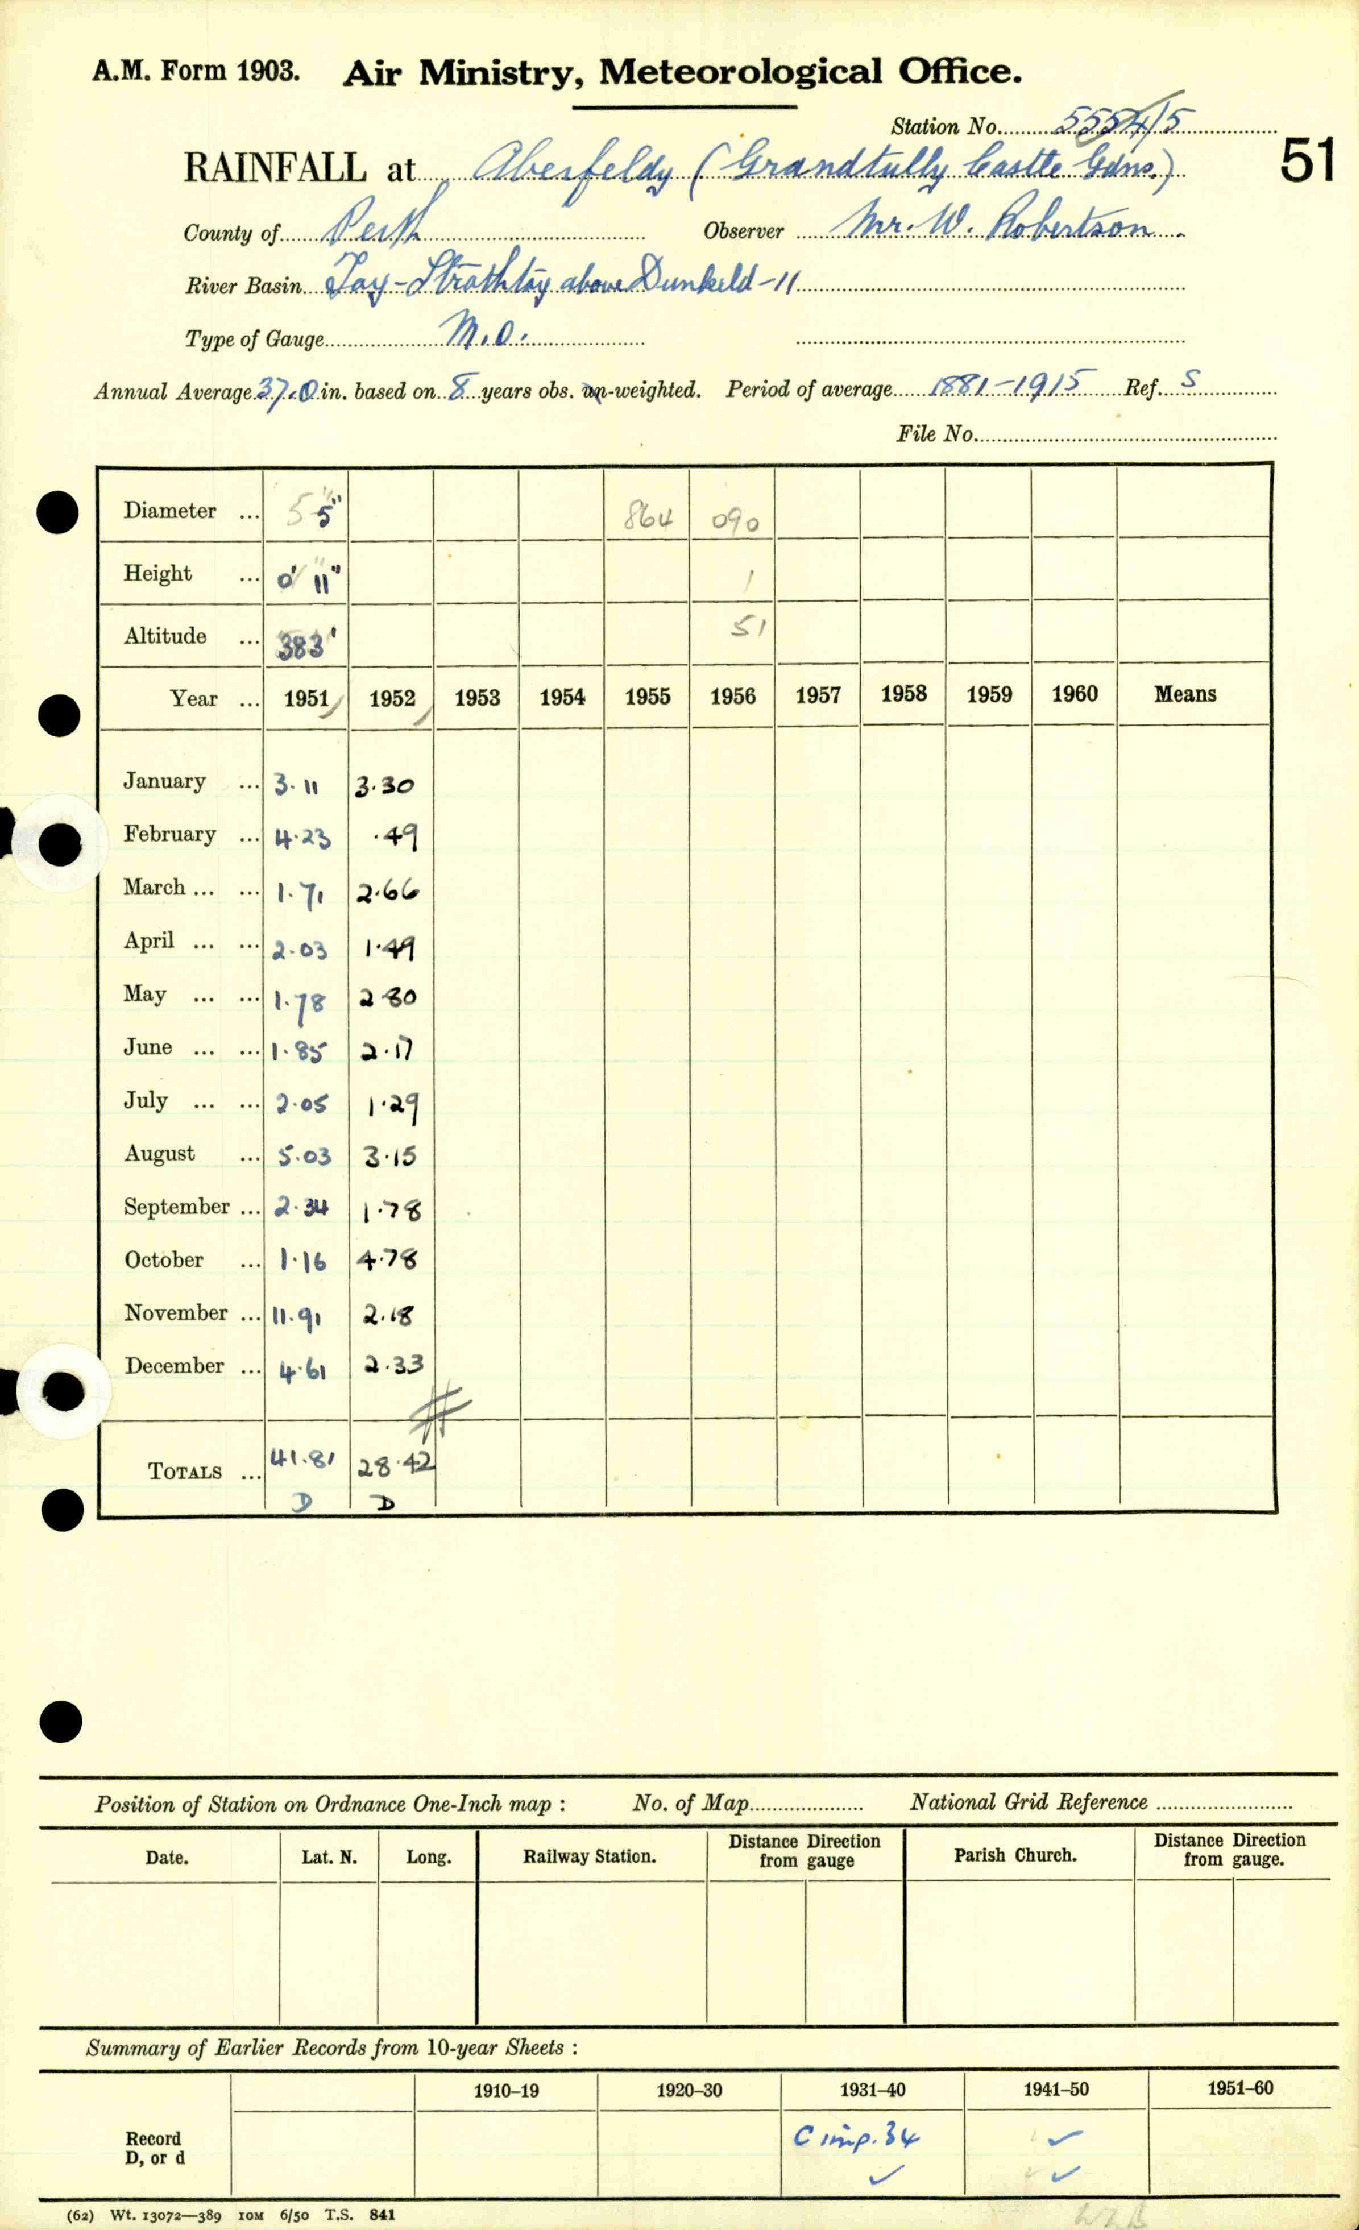 A.M. Form 1903. Air Ministry, Meteorological Office.
Station No. 5554/5
RAINFALL at Aberfeldy (Grandtully Castle Gdns.) 51
County of Perth Observer Mr. W. Robertson.
River Basin Tay-Strathtay above Dunkeld-11
Type of Gauge M.O.
Annual Average 37.0 in. based on 8 years obs. un-weighted. Period of average 1881-1915 Ref. S
File No.
Diameter ... 5" 5" 864 090
Height ... 0' 11" 1
Altitude ... 383' 51
Year ... 1951 1952 1953 1954 1955 1956 1957 1958 1959 1960 Means
January ... 3.11 3.30
February ... 4.23 .49
March ... ... 1.71 2.66
April ... ... 2.03 1.49
May ... ... 1.78 2.80
June ... ... 1.85 2.17
July ... ... 2.05 1.29
August ... 5.03 3.15
September ... 2.34 1.78
October ... 1.16 4.78
November ... 11.91 2.18
December ... 4.61 2.33
TOTALS ... 41.81 28.42
D D
Position of Station on Ordnance One-Inch map : No. of Map National Grid Reference
Date. Lat. N. Long. Railway Station. Distance Direction from gauge Parish Church. Distance Direction from gauge.
Summary of Earlier Records from 10-year Sheets :
1910–19 1920–30 1931–40 1941–50 1951–60
Record D, or d C imp. 34 ✓ ✓ ✓
(62) Wt. 13072—389 10M 6/50 T.S. 841